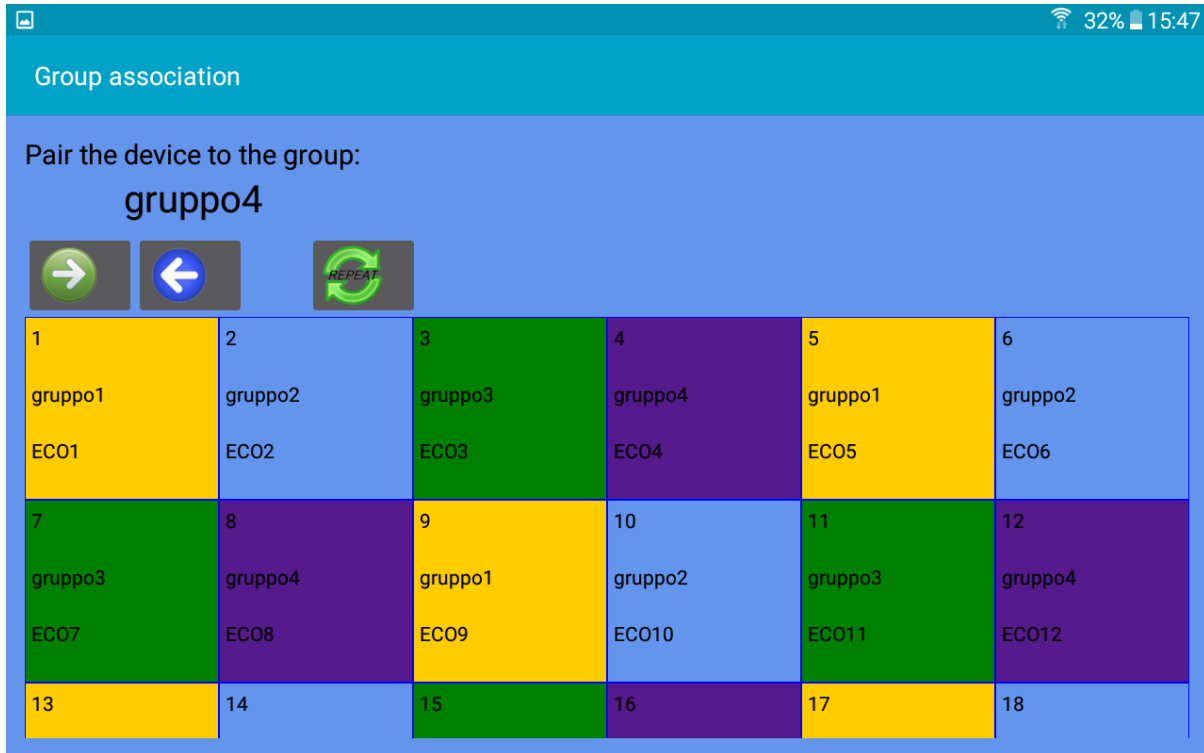 32% 15:47
Group association
Pair the device to the group:
gruppo4
REPEAT
1 2 3 4 5 6
gruppo1 gruppo2 gruppo3 gruppo4 gruppo1 gruppo2
ECO1 ECO2 ECO3 ECO4 ECO5 ECO6
7 8 9 10 11 12
gruppo3 gruppo4 gruppo1 gruppo2 gruppo3 gruppo4
ECO7 ECO8 ECO9 ECO10 ECO11 ECO12
13 14 15 16 17 18